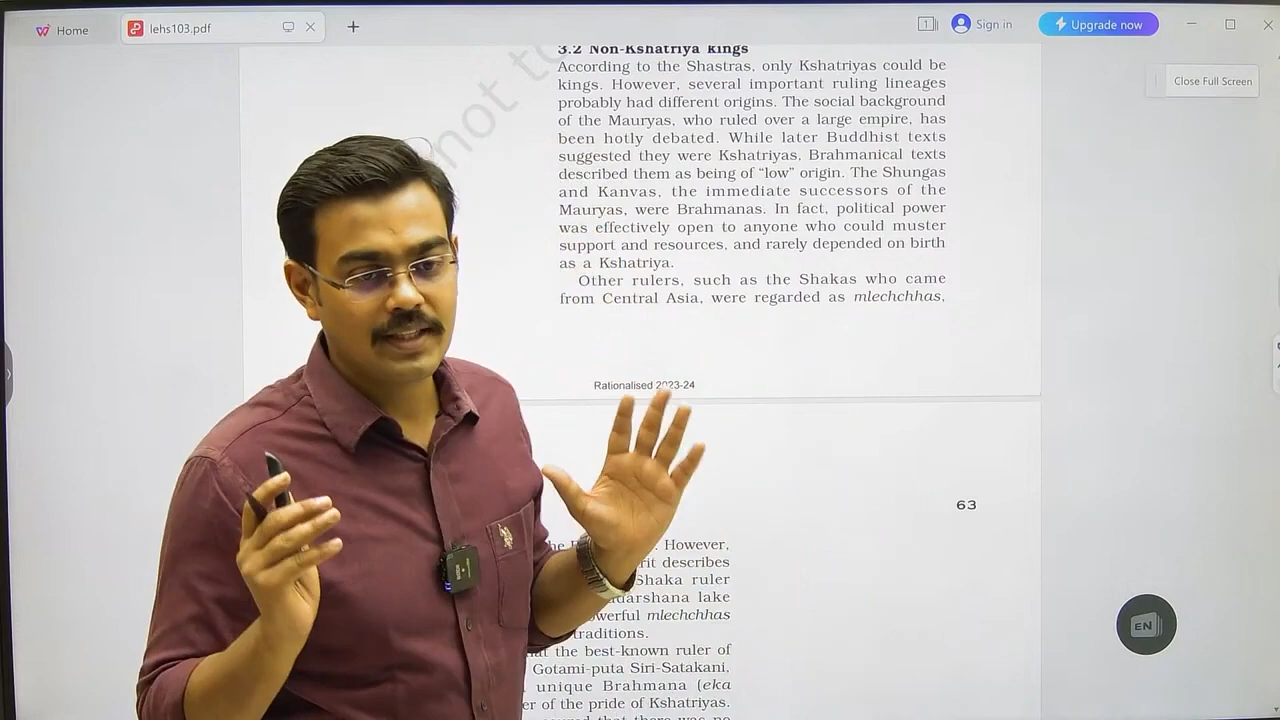 Home
lehs103.pdf
1
Sign in
Upgrade now
Close Full Screen
not to
3.2 Non-Kshatriya kings
According to the Shastras, only Kshatriyas could be
kings. However, several important ruling lineages
probably had different origins. The social background
of the Mauryas, who ruled over a large empire, has
been hotly debated. While later Buddhist texts
suggested they were Kshatriyas, Brahmanical texts
described them as being of “low” origin. The Shungas
and Kanvas, the immediate successors of the
Mauryas, were Brahmanas. In fact, political power
was effectively open to anyone who could muster
support and resources, and rarely depended on birth
as a Kshatriya.
Other rulers, such as the Shakas who came
from Central Asia, were regarded as mlechchhas,
Rationalised 2023-24
63
However,
describes
Shaka ruler
lake
mlechchhas
traditions.
the best-known ruler of
Gotami-puta Siri-Satakani,
unique Brahmana (eka
of the pride of Kshatriyas.
that there was no
EN